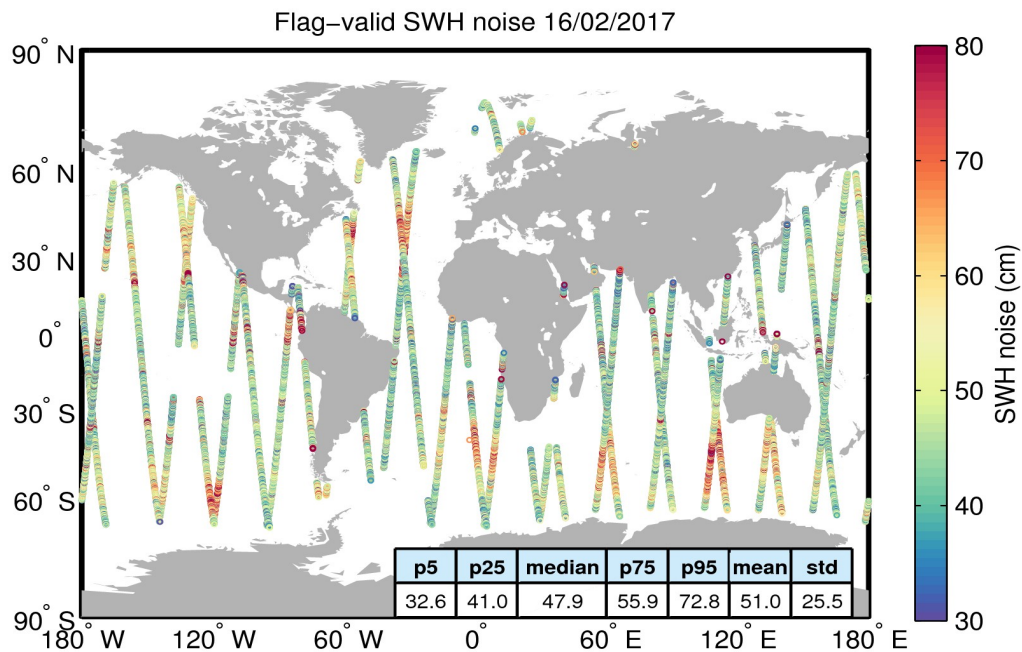 Flag−valid SWH noise 16/02/2017
90° N
60° N
30° N
0°
30° S
60° S
90° S
180° W
120° W
60° W
0°
60° E
120° E
180° E
80
70
60
50
40
30
SWH noise (cm)
p5 p25 median p75 p95 mean std
32.6 41.0 47.9 55.9 72.8 51.0 25.5